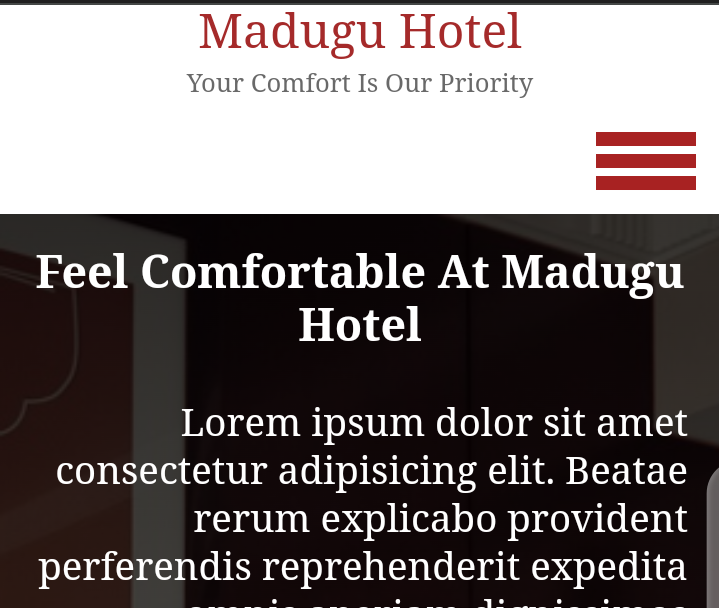 Madugu Hotel
Your Comfort Is Our Priority
Feel Comfortable At Madugu
Hotel
Lorem ipsum dolor sit amet
consectetur adipisicing elit. Beatae
rerum explicabo provident
perferendis reprehenderit expedita